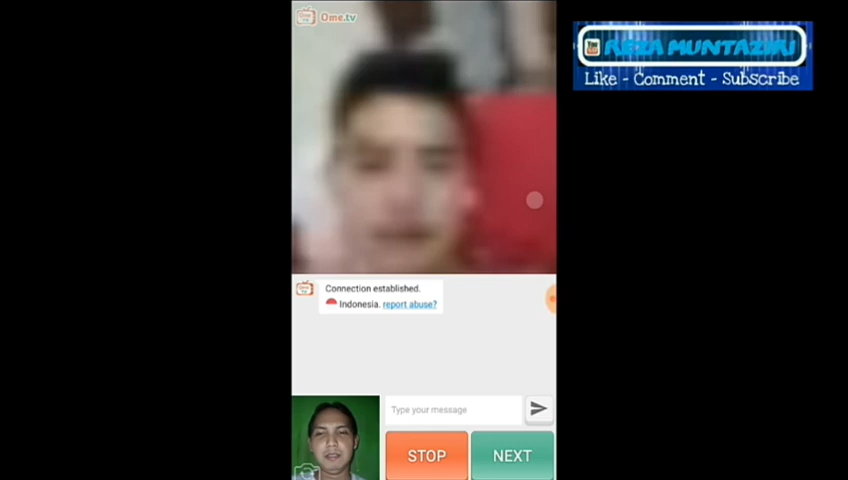 Ome.tv
REZA MUNTAZIRI
Like - Comment - Subscribe
Connection established.
Indonesia. report abuse?
Type your message
STOP
NEXT